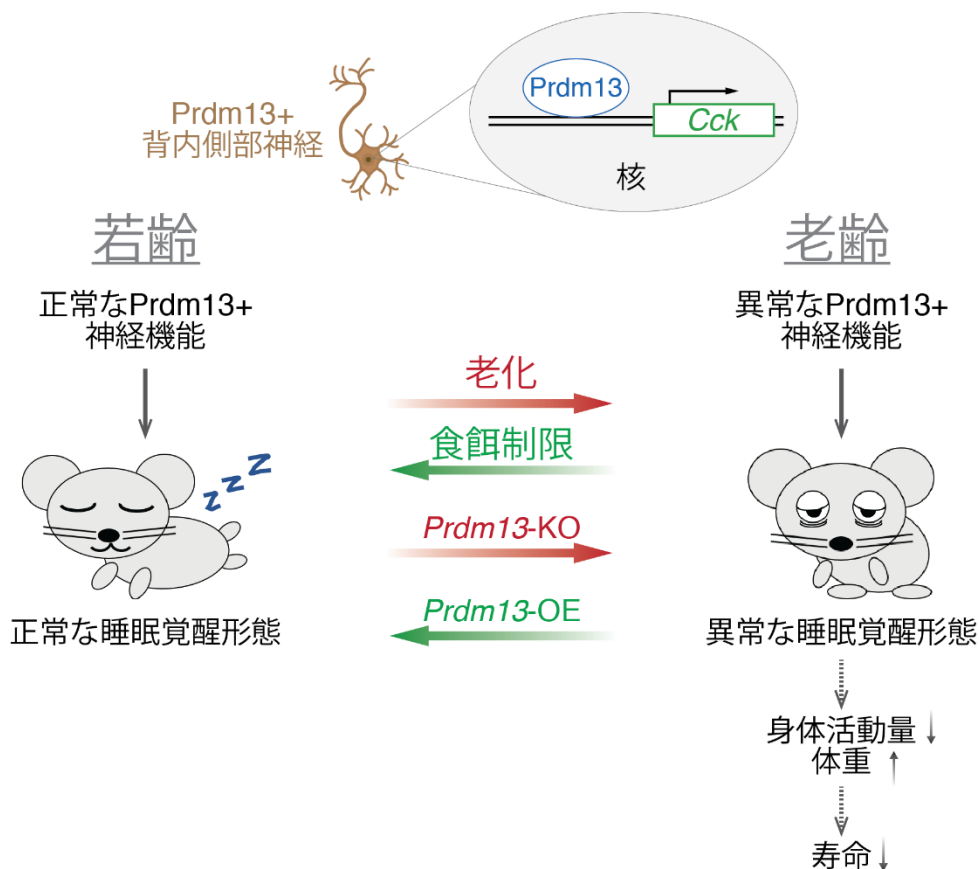 Prdm13+
背内側部神経
Prdm13
Cck
核
若齢
老齢
正常なPrdm13+
神経機能
異常なPrdm13+
神経機能
老化
食餌制限
Prdm13-KO
Prdm13-OE
z z z
正常な睡眠覚醒形態
異常な睡眠覚醒形態
身体活動量↓
体重↑
寿命↓